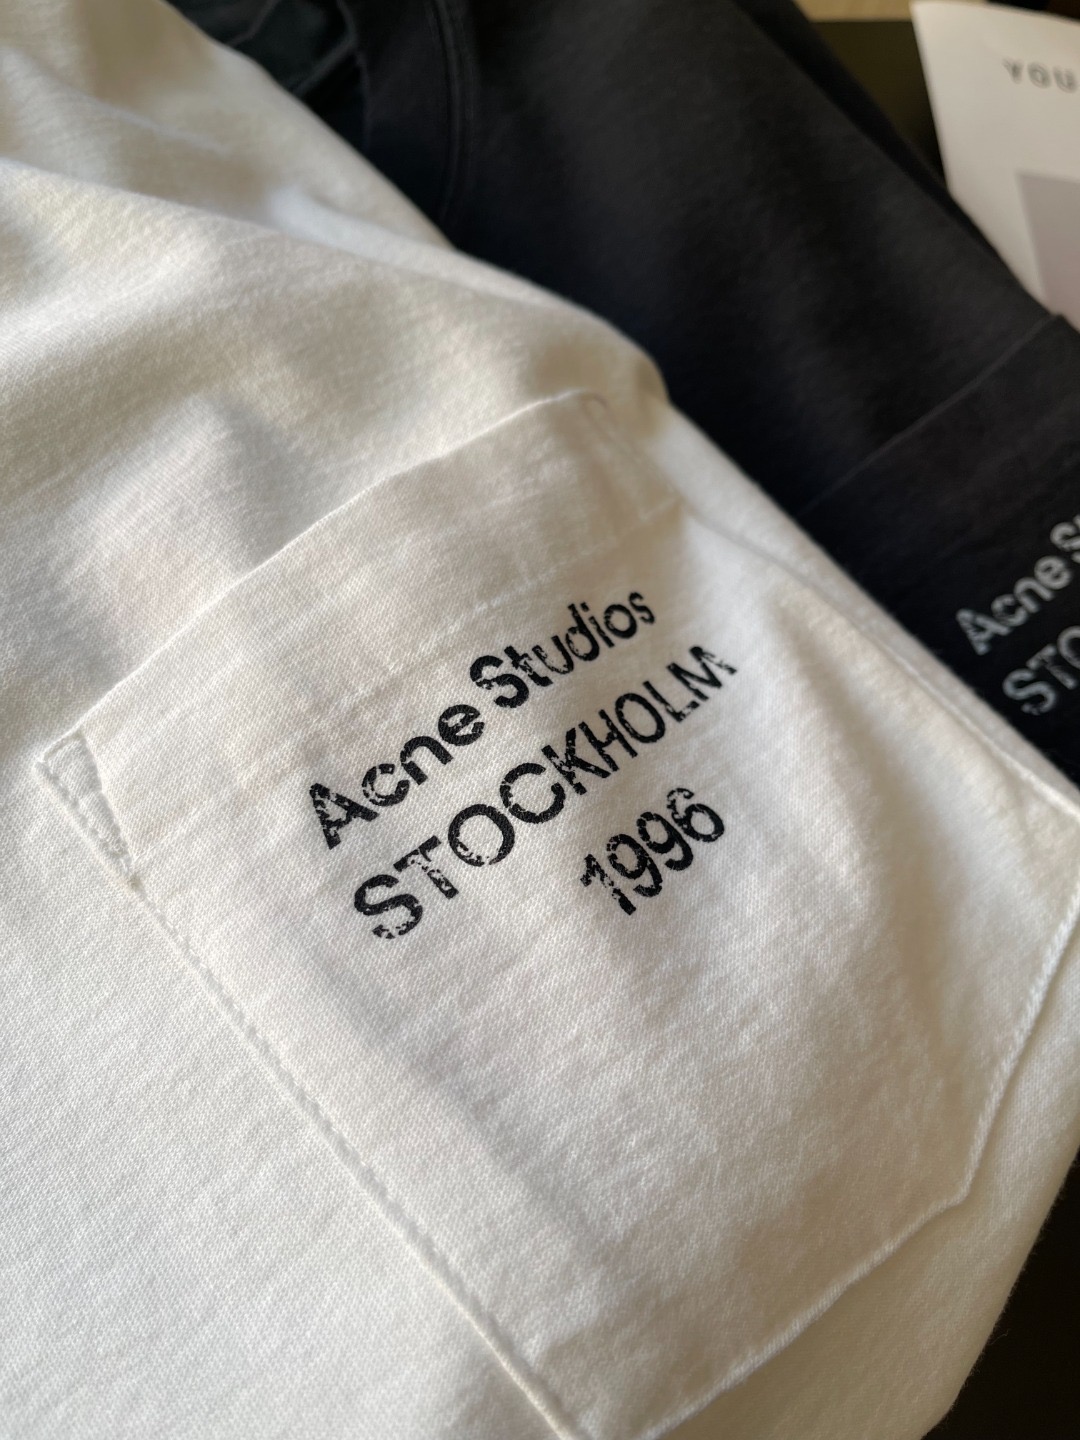 Acne Studios
STOCKHOLM
1996
Acne S
STO
YOU